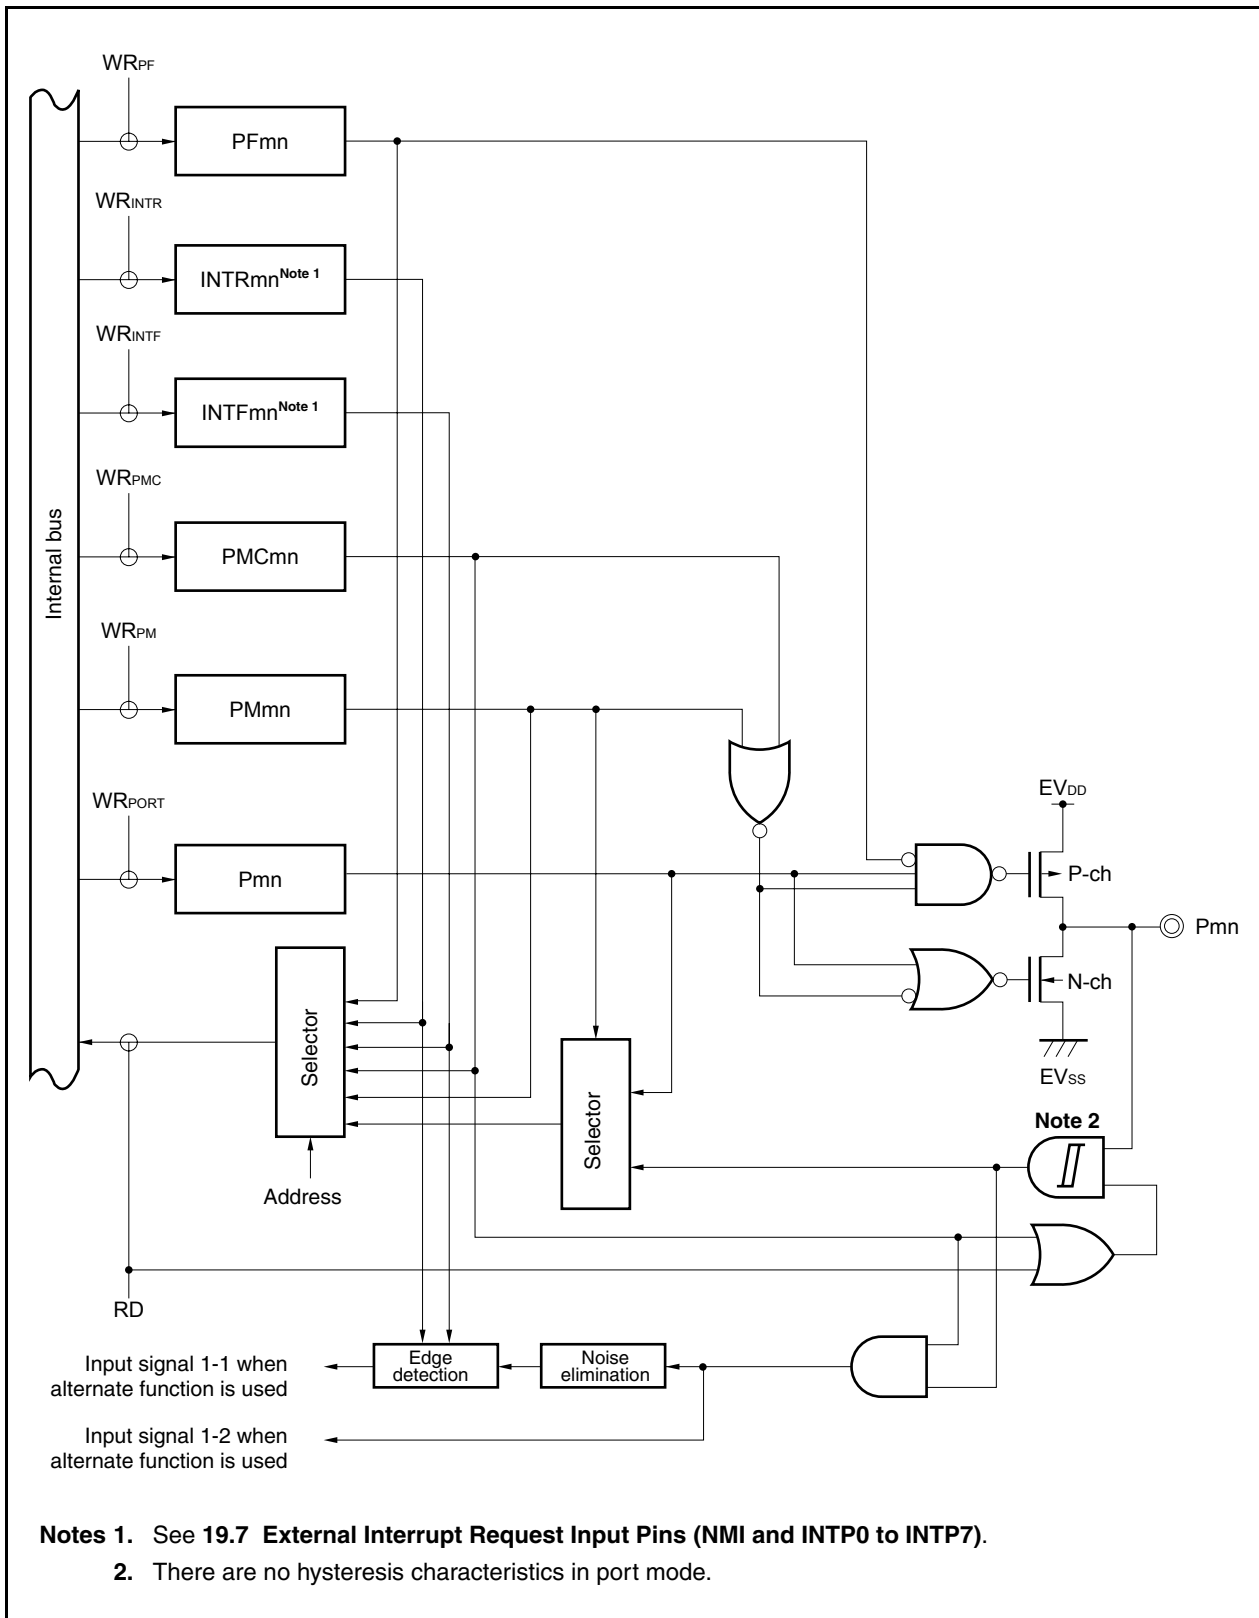 WRPF
PFmn
WRINTR
INTRmnNote 1
WRINTF
INTFmnNote 1
WRPMC
PMCmn
Internal bus
WRPM
PMmn
WRPORT
Pmn
EVDD
P-ch
Pmn
N-ch
EVSS
Selector
Selector
Note 2
Address
RD
Input signal 1-1 when
alternate function is used
Edge
detection
Noise
elimination
Input signal 1-2 when
alternate function is used
Notes 1. See 19.7 External Interrupt Request Input Pins (NMI and INTP0 to INTP7).
2. There are no hysteresis characteristics in port mode.